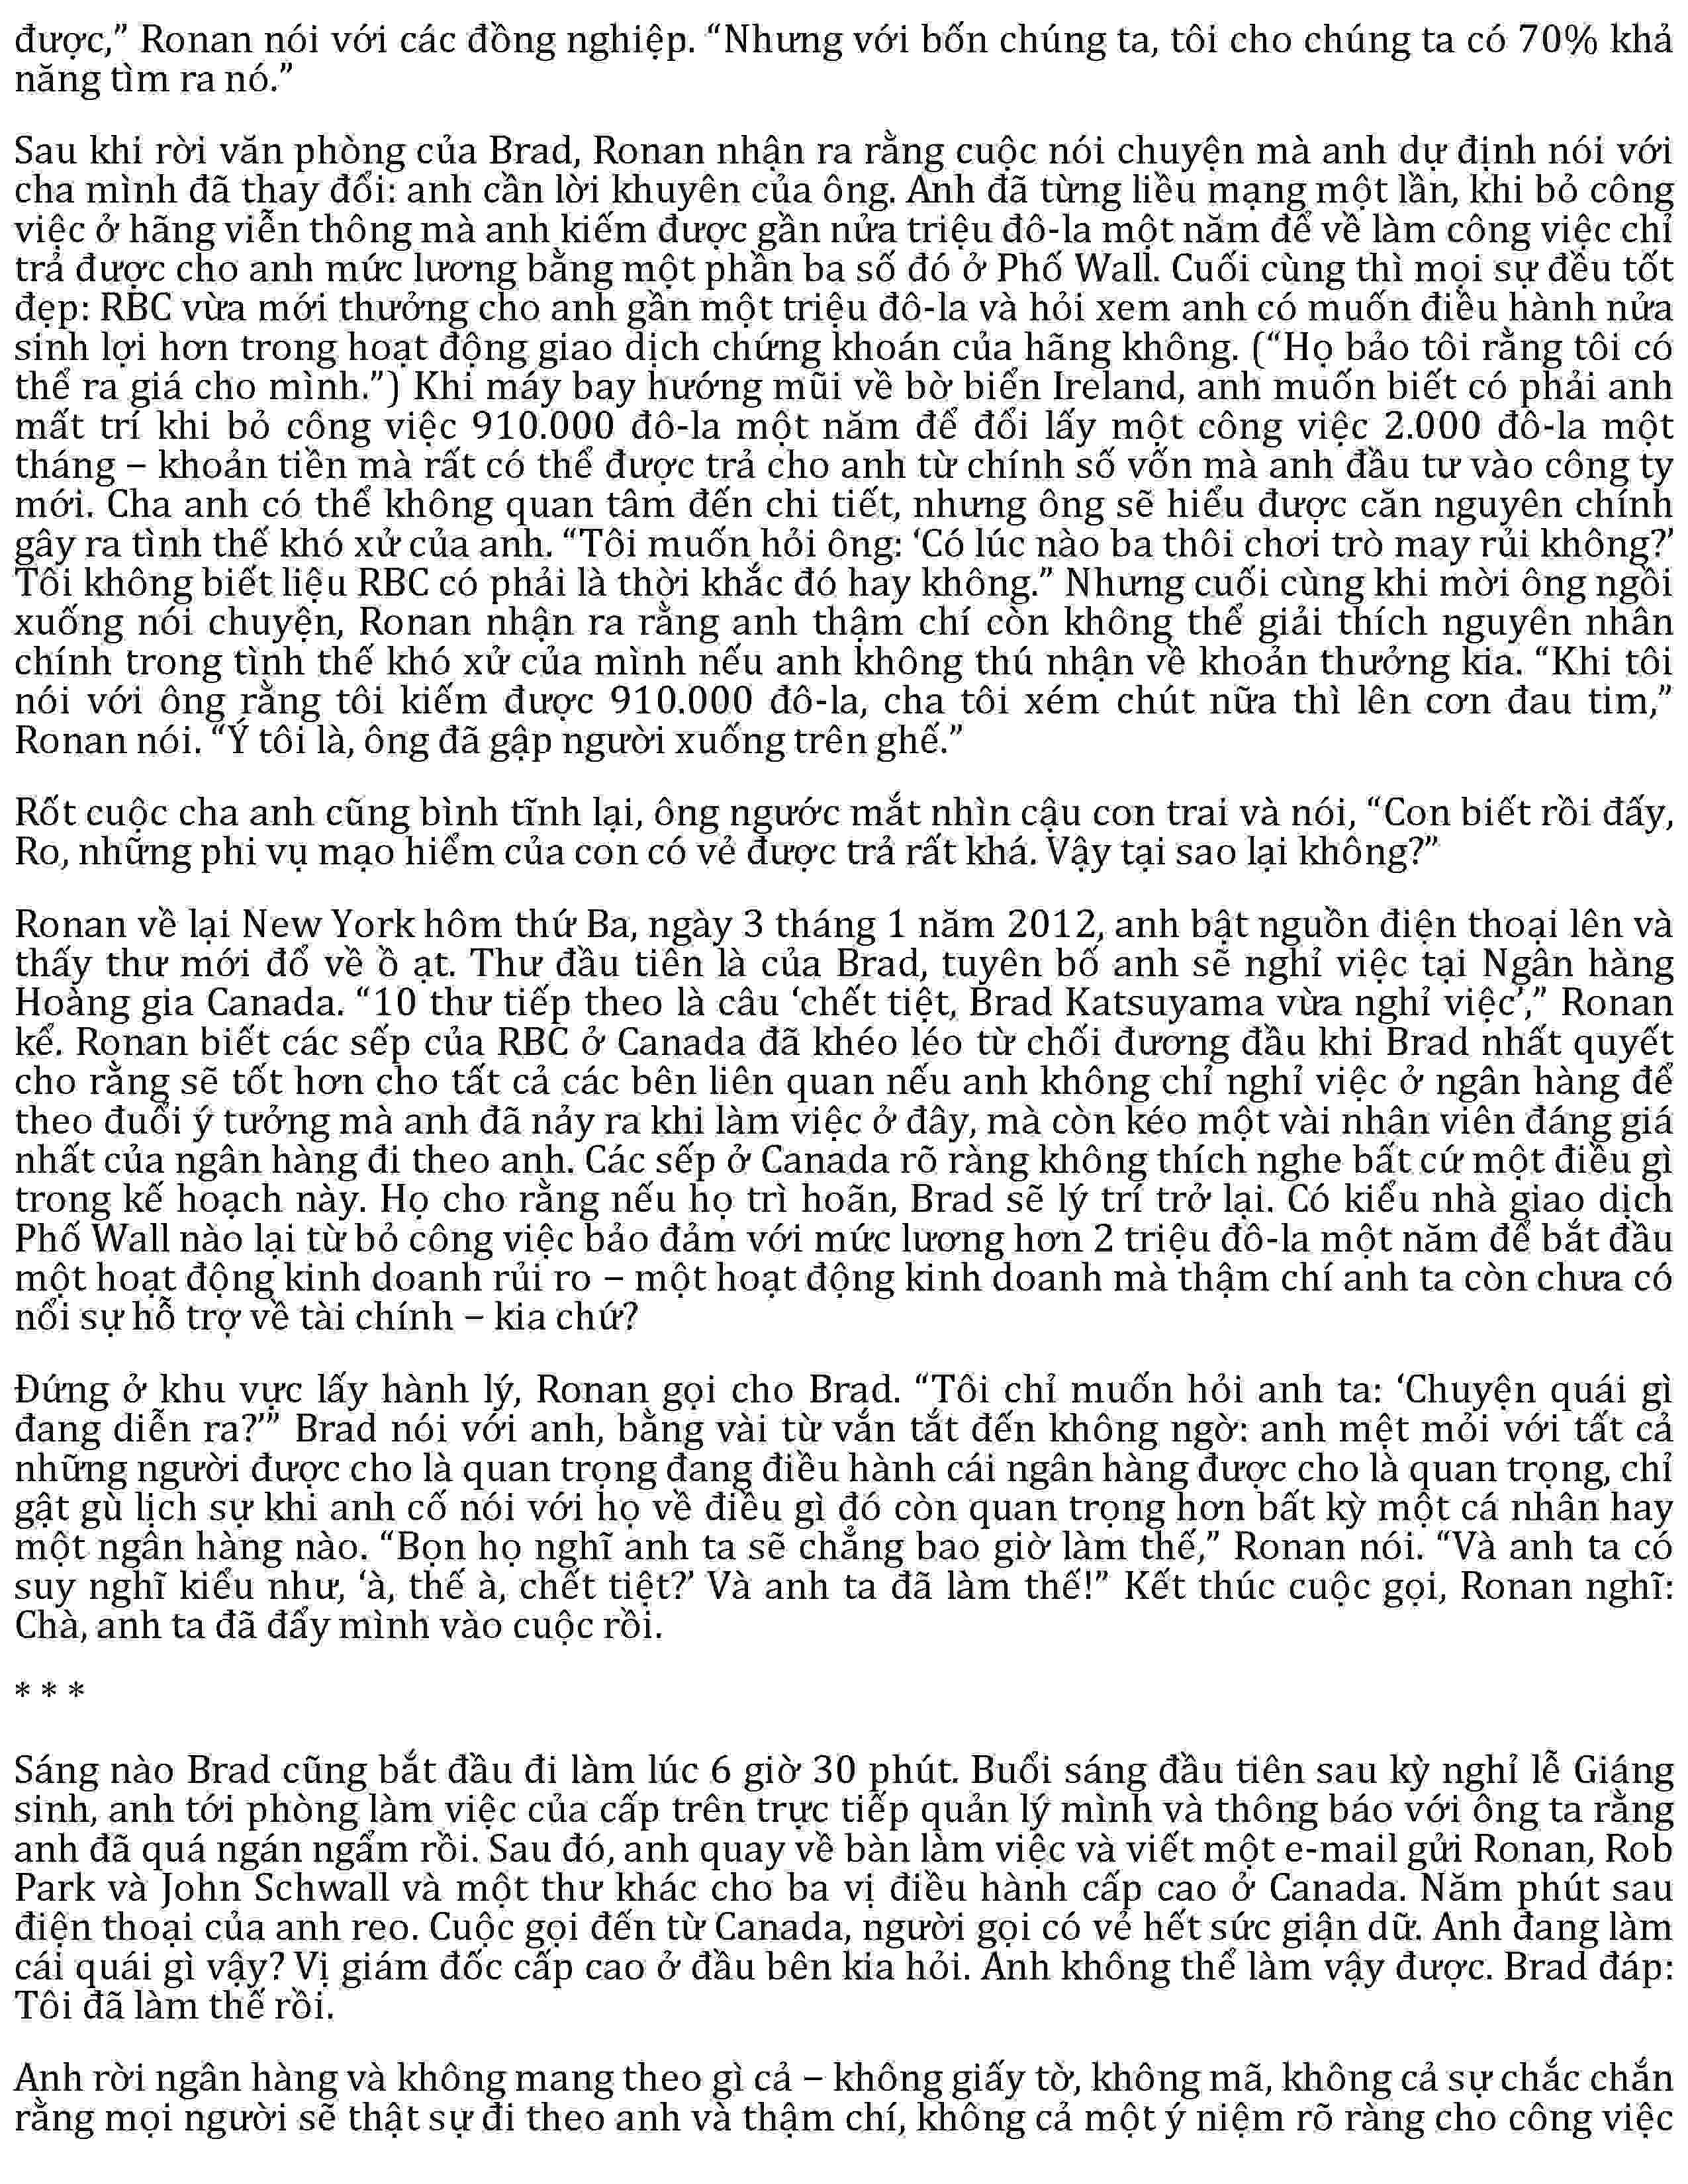 được,” Ronan nói với các đồng nghiệp. “Nhưng với bốn chúng ta, tôi cho chúng ta có 70% khả
năng tìm ra nó.”
Sau khi rời văn phòng của Brad, Ronan nhận ra rằng cuộc nói chuyện mà anh dự định nói với
cha mình đã thay đổi: anh cần lời khuyên của ông. Anh đã từng liều mạng một lần, khi bỏ công
việc ở hãng viễn thông mà anh kiếm được gần nửa triệu đô-la một năm để về làm công việc chỉ
trả được cho anh mức lương bằng một phần ba số đó ở Phố Wall. Cuối cùng thì mọi sự đều tốt
đẹp: RBC vừa mới thưởng cho anh gần một triệu đô-la và hỏi xem anh có muốn điều hành nửa
sinh lợi hơn trong hoạt động giao dịch chứng khoán của hãng không. (“Họ bảo tôi rằng tôi có
thể ra giá cho mình.”) Khi máy bay hướng mũi về bờ biển Ireland, anh muốn biết có phải anh
mất trí khi bỏ công việc 910.000 đô-la một năm để đổi lấy một công việc 2.000 đô-la một
tháng – khoản tiền mà rất có thể được trả cho anh từ chính số vốn mà anh đầu tư vào công ty
mới. Cha anh có thể không quan tâm đến chi tiết, nhưng ông sẽ hiểu được căn nguyên chính
gây ra tình thế khó xử của anh. “Tôi muốn hỏi ông: ‘Có lúc nào ba thôi chơi trò may rủi không?’
Tôi không biết liệu RBC có phải là thời khắc đó hay không.” Nhưng cuối cùng khi mời ông ngồi
xuống nói chuyện, Ronan nhận ra rằng anh thậm chí còn không thể giải thích nguyên nhân
chính trong tình thế khó xử của mình nếu anh không thú nhận về khoản thưởng kia. “Khi tôi
nói với ông rằng tôi kiếm được 910.000 đô-la, cha tôi xém chút nữa thì lên cơn đau tim,”
Ronan nói. “Ý tôi là, ông đã gập người xuống trên ghế.”
Rốt cuộc cha anh cũng bình tĩnh lại, ông ngước mắt nhìn cậu con trai và nói, “Con biết rồi đấy,
Ro, những phi vụ mạo hiểm của con có vẻ được trả rất khá. Vậy tại sao lại không?”
Ronan về lại New York hôm thứ Ba, ngày 3 tháng 1 năm 2012, anh bật nguồn điện thoại lên và
thấy thư mới đổ về ồ ạt. Thư đầu tiên là của Brad, tuyên bố anh sẽ nghỉ việc tại Ngân hàng
Hoàng gia Canada. “10 thư tiếp theo là câu ‘chết tiệt, Brad Katsuyama vừa nghỉ việc’,” Ronan
kể. Ronan biết các sếp của RBC ở Canada đã khéo léo từ chối đương đầu khi Brad nhất quyết
cho rằng sẽ tốt hơn cho tất cả các bên liên quan nếu anh không chỉ nghỉ việc ở ngân hàng để
theo đuổi ý tưởng mà anh đã nảy ra khi làm việc ở đây, mà còn kéo một vài nhân viên đáng giá
nhất của ngân hàng đi theo anh. Các sếp ở Canada rõ ràng không thích nghe bất cứ một điều gì
trong kế hoạch này. Họ cho rằng nếu họ trì hoãn, Brad sẽ lý trí trở lại. Có kiểu nhà giao dịch
Phố Wall nào lại từ bỏ công việc bảo đảm với mức lương hơn 2 triệu đô-la một năm để bắt đầu
một hoạt động kinh doanh rủi ro – một hoạt động kinh doanh mà thậm chí anh ta còn chưa có
nổi sự hỗ trợ về tài chính – kia chứ?
Đứng ở khu vực lấy hành lý, Ronan gọi cho Brad. “Tôi chỉ muốn hỏi anh ta: ‘Chuyện quái gì
đang diễn ra?’” Brad nói với anh, bằng vài từ vắn tắt đến không ngờ: anh mệt mỏi với tất cả
những người được cho là quan trọng đang điều hành cái ngân hàng được cho là quan trọng, chỉ
gật gù lịch sự khi anh cố nói với họ về điều gì đó còn quan trọng hơn bất kỳ một cá nhân hay
một ngân hàng nào. “Bọn họ nghĩ anh ta sẽ chẳng bao giờ làm thế,” Ronan nói. “Và anh ta có
suy nghĩ kiểu như, ‘à, thế à, chết tiệt?’ Và anh ta đã làm thế!” Kết thúc cuộc gọi, Ronan nghĩ:
Chà, anh ta đã đẩy mình vào cuộc rồi.
* * *
Sáng nào Brad cũng bắt đầu đi làm lúc 6 giờ 30 phút. Buổi sáng đầu tiên sau kỳ nghỉ lễ Giáng
sinh, anh tới phòng làm việc của cấp trên trực tiếp quản lý mình và thông báo với ông ta rằng
anh đã quá ngán ngẩm rồi. Sau đó, anh quay về bàn làm việc và viết một e-mail gửi Ronan, Rob
Park và John Schwall và một thư khác cho ba vị điều hành cấp cao ở Canada. Năm phút sau
điện thoại của anh reo. Cuộc gọi đến từ Canada, người gọi có vẻ hết sức giận dữ. Anh đang làm
cái quái gì vậy? Vị giám đốc cấp cao ở đầu bên kia hỏi. Anh không thể làm vậy được. Brad đáp:
Tôi đã làm thế rồi.
Anh rời ngân hàng và không mang theo gì cả – không giấy tờ, không mã, không cả sự chắc chắn
rằng mọi người sẽ thật sự đi theo anh và thậm chí, không cả một ý niệm rõ ràng cho công việc